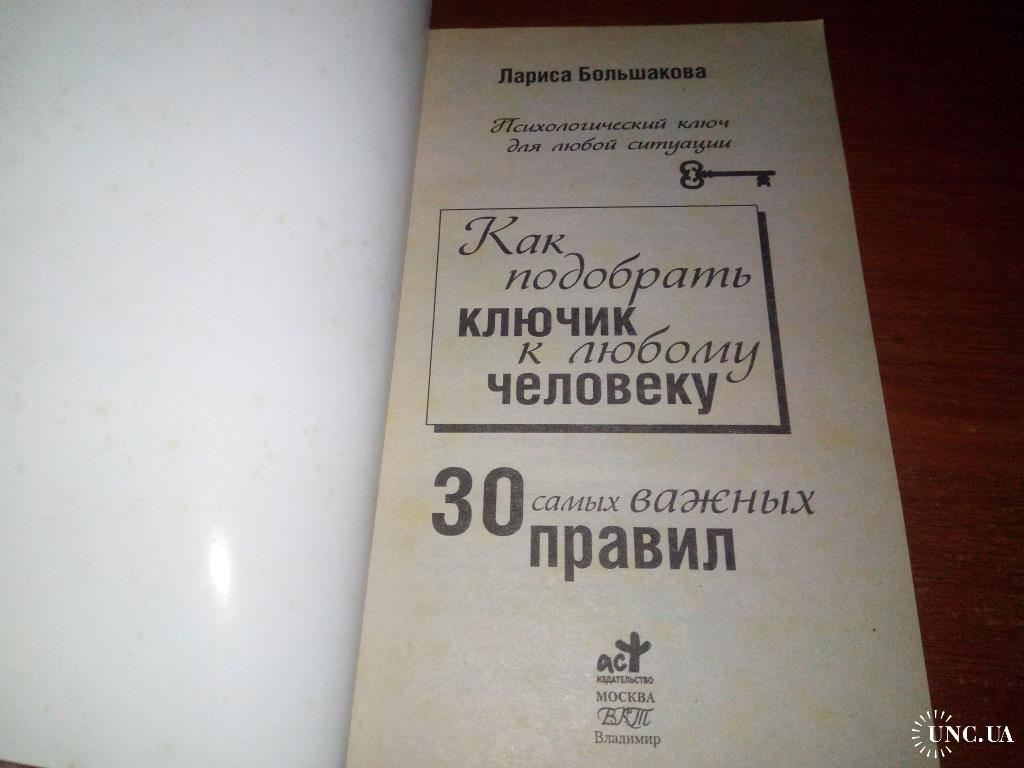 Лариса Большакова
Психологический ключ
для любой ситуации
Как
подобрать
ключик
к любому
человеку
30 самых важных
правил
аст
ИЗДАТЕЛЬСТВО
МОСКВА
ВКТ
Владимир
UNC.UA